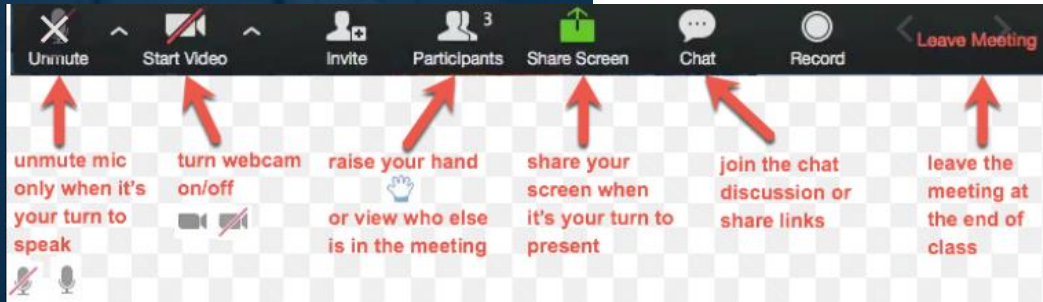 3
Unmute Start Video Invite Participants Share Screen Chat Record Leave Meeting
unmute mic
only when it's
your turn to
speak
turn webcam
on/off
raise your hand
or view who else
is in the meeting
share your
screen when
it's your turn to
present
join the chat
discussion or
share links
leave the
meeting at
the end of
class